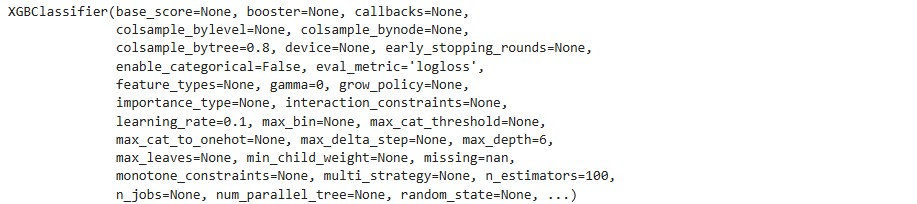 XGBClassifier(base_score=None, booster=None, callbacks=None,
colsample_bylevel=None, colsample_bynode=None,
colsample_bytree=0.8, device=None, early_stopping_rounds=None,
enable_categorical=False, eval_metric='logloss',
feature_types=None, gamma=0, grow_policy=None,
importance_type=None, interaction_constraints=None,
learning_rate=0.1, max_bin=None, max_cat_threshold=None,
max_cat_to_onehot=None, max_delta_step=None, max_depth=6,
max_leaves=None, min_child_weight=None, missing=nan,
monotone_constraints=None, multi_strategy=None, n_estimators=100,
n_jobs=None, num_parallel_tree=None, random_state=None, ...)